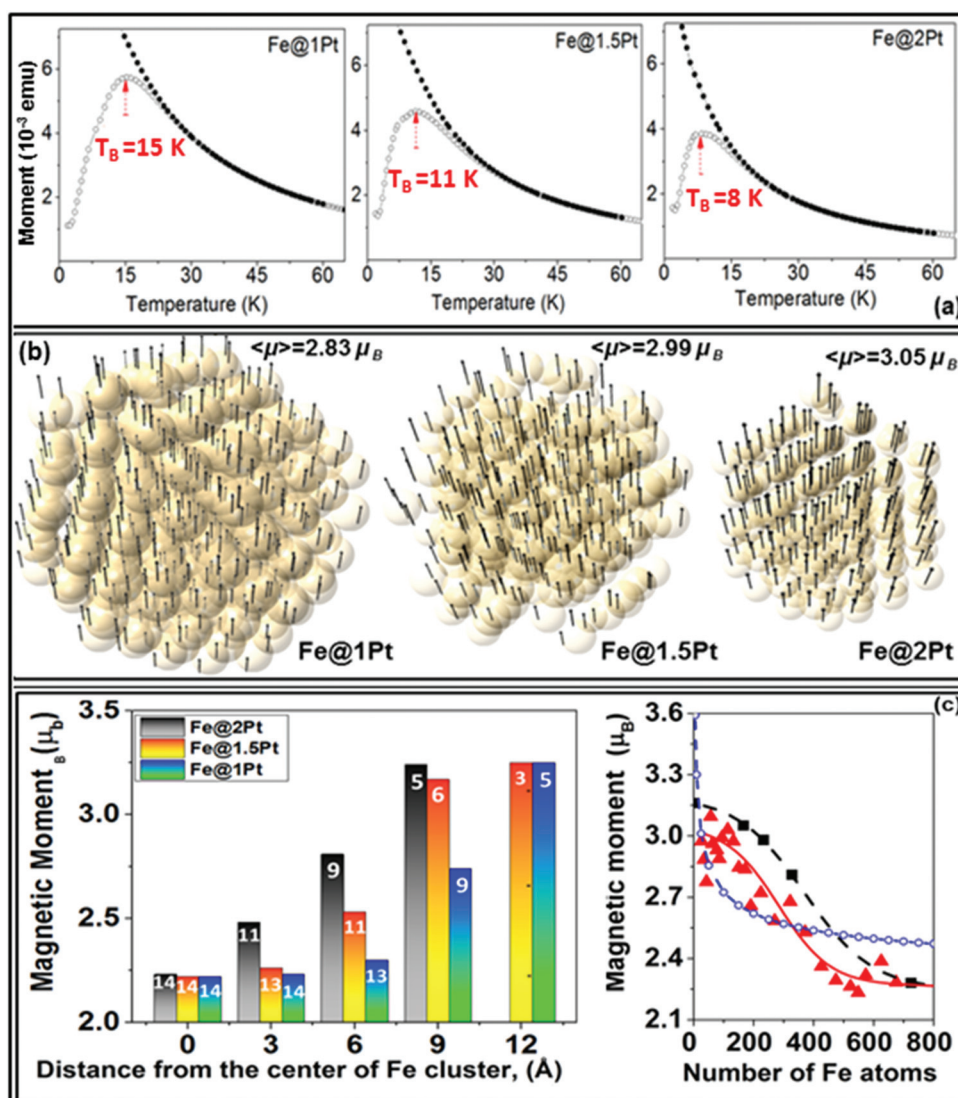 Fe@1Pt
Fe@1.5Pt
Fe@2Pt
Moment (10⁻³ emu)
6
4
2
T_B=15 K
0 15 30 45 60
Temperature (K)
6
4
2
T_B=11 K
0 15 30 45 60
Temperature (K)
6
4
2
T_B=8 K
0 15 30 45 60
Temperature (K)
(a)
(b)
<μ>=2.83 μ_B
<μ>=2.99 μ_B
<μ>=3.05 μ_B
Fe@1Pt
Fe@1.5Pt
Fe@2Pt
Magnetic Moment _B (μ_b)
3.5
3.0
2.5
2.0
Fe@2Pt
Fe@1.5Pt
Fe@1Pt
14 14 14
11 13 14
9 11 13
5 6 9
3 5
0 3 6 9 12
Distance from the center of Fe cluster, (Å)
(c)
Magnetic moment (μ_B)
3.6
3.3
3.0
2.7
2.4
2.1
0 200 400 600 800
Number of Fe atoms